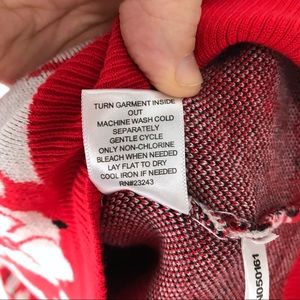 TURN GARMENT INSIDE
OUT
MACHINE WASH COLD
SEPARATELY
GENTLE CYCLE
ONLY NON-CHLORINE
BLEACH WHEN NEEDED
LAY FLAT TO DRY
COOL IRON IF NEEDED
RN#23243